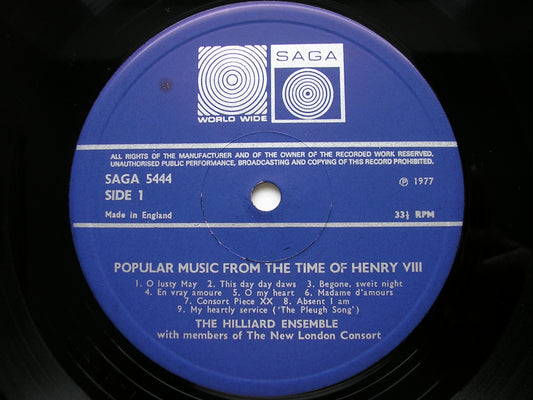 SAGA
WORLD WIDE
ALL RIGHTS OF THE MANUFACTURER AND OF THE OWNER OF THE RECORDED WORK RESERVED.
UNAUTHORISED PUBLIC PERFORMANCE, BROADCASTING AND COPYING OF THIS RECORD PROHIBITED.
SAGA 5444
SIDE 1
℗ 1977
Made in England
33⅓ RPM
POPULAR MUSIC FROM THE TIME OF HENRY VIII
1. O lusty May 2. This day day daws 3. Begone, sweit night
4. En vray amoure 5. O my heart 6. Madame d'amours
7. Consort Piece XX 8. Absent I am
9. My heartly service ('The Pleugh Song')
THE HILLIARD ENSEMBLE
with members of The New London Consort